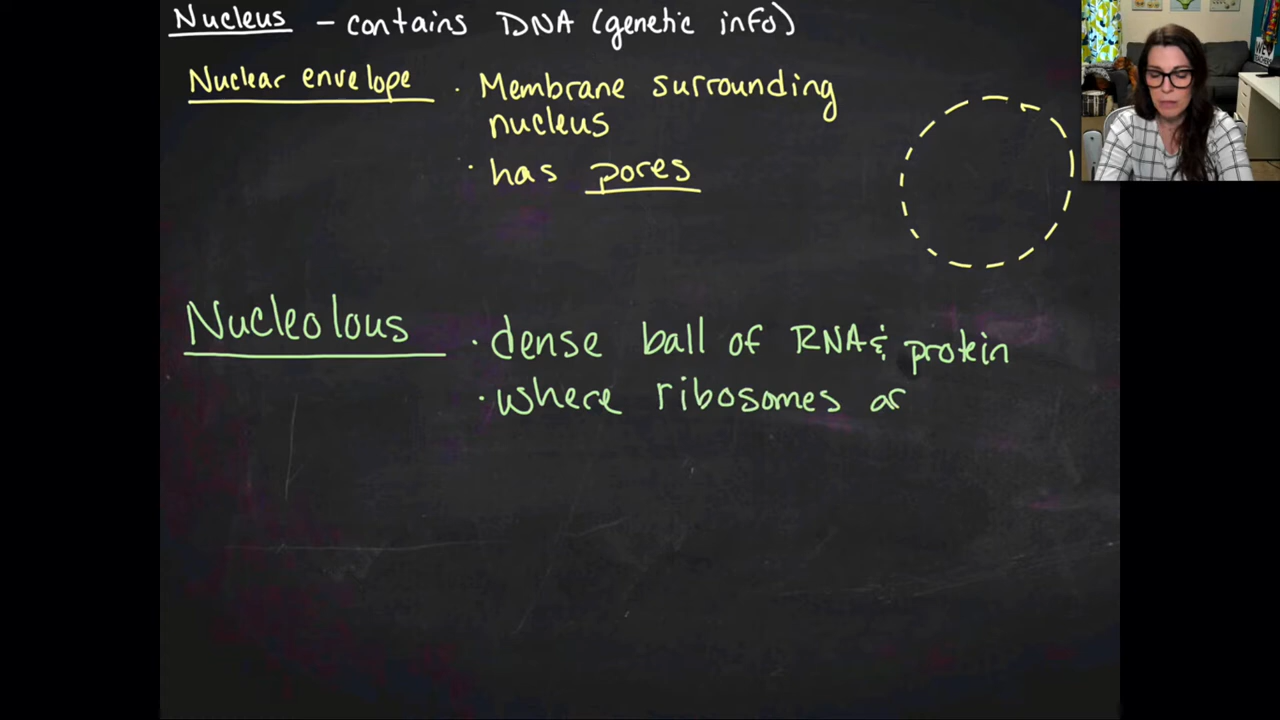 Nucleus - contains DNA (genetic info)
Nuclear envelope · Membrane surrounding
nucleus
· has pores
Nucleolous · dense ball of RNA & protein
· where ribosomes ar